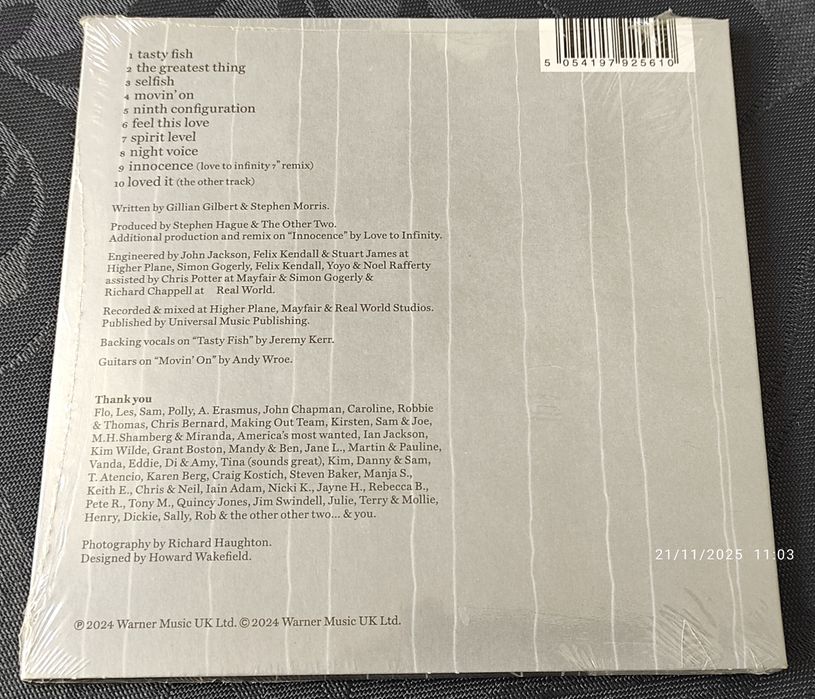 5 054197 925610
1 tasty fish
2 the greatest thing
3 selfish
4 movin' on
5 ninth configuration
6 feel this love
7 spirit level
8 night voice
9 innocence (love to infinity 7" remix)
10 loved it (the other track)
Written by Gillian Gilbert & Stephen Morris.
Produced by Stephen Hague & The Other Two.
Additional production and remix on "Innocence" by Love to Infinity.
Engineered by John Jackson, Felix Kendall & Stuart James at
Higher Plane, Simon Gogerly, Felix Kendall, Yoyo & Noel Rafferty
assisted by Chris Potter at Mayfair & Simon Gogerly &
Richard Chappell at Real World.
Recorded & mixed at Higher Plane, Mayfair & Real World Studios.
Published by Universal Music Publishing.
Backing vocals on "Tasty Fish" by Jeremy Kerr.
Guitars on "Movin' On" by Andy Wroe.
Thank you
Flo, Les, Sam, Polly, A. Erasmus, John Chapman, Caroline, Robbie
& Thomas, Chris Bernard, Making Out Team, Kirsten, Sam & Joe,
M.H.Shamberg & Miranda, America's most wanted, Ian Jackson,
Kim Wilde, Grant Boston, Mandy & Ben, Jane L., Martin & Pauline,
Vanda, Eddie, Di & Amy, Tina (sounds great), Kim, Danny & Sam,
T. Atencio, Karen Berg, Craig Kostich, Steven Baker, Manja S.,
Keith E., Chris & Neil, Iain Adam, Nicki K., Jayne H., Rebecca B.,
Pete R., Tony M., Quincy Jones, Jim Swindell, Julie, Terry & Mollie,
Henry, Dickie, Sally, Rob & the other other two... & you.
Photography by Richard Haughton.
Designed by Howard Wakefield.
21/11/2025 11:03
℗ 2024 Warner Music UK Ltd. © 2024 Warner Music UK Ltd.